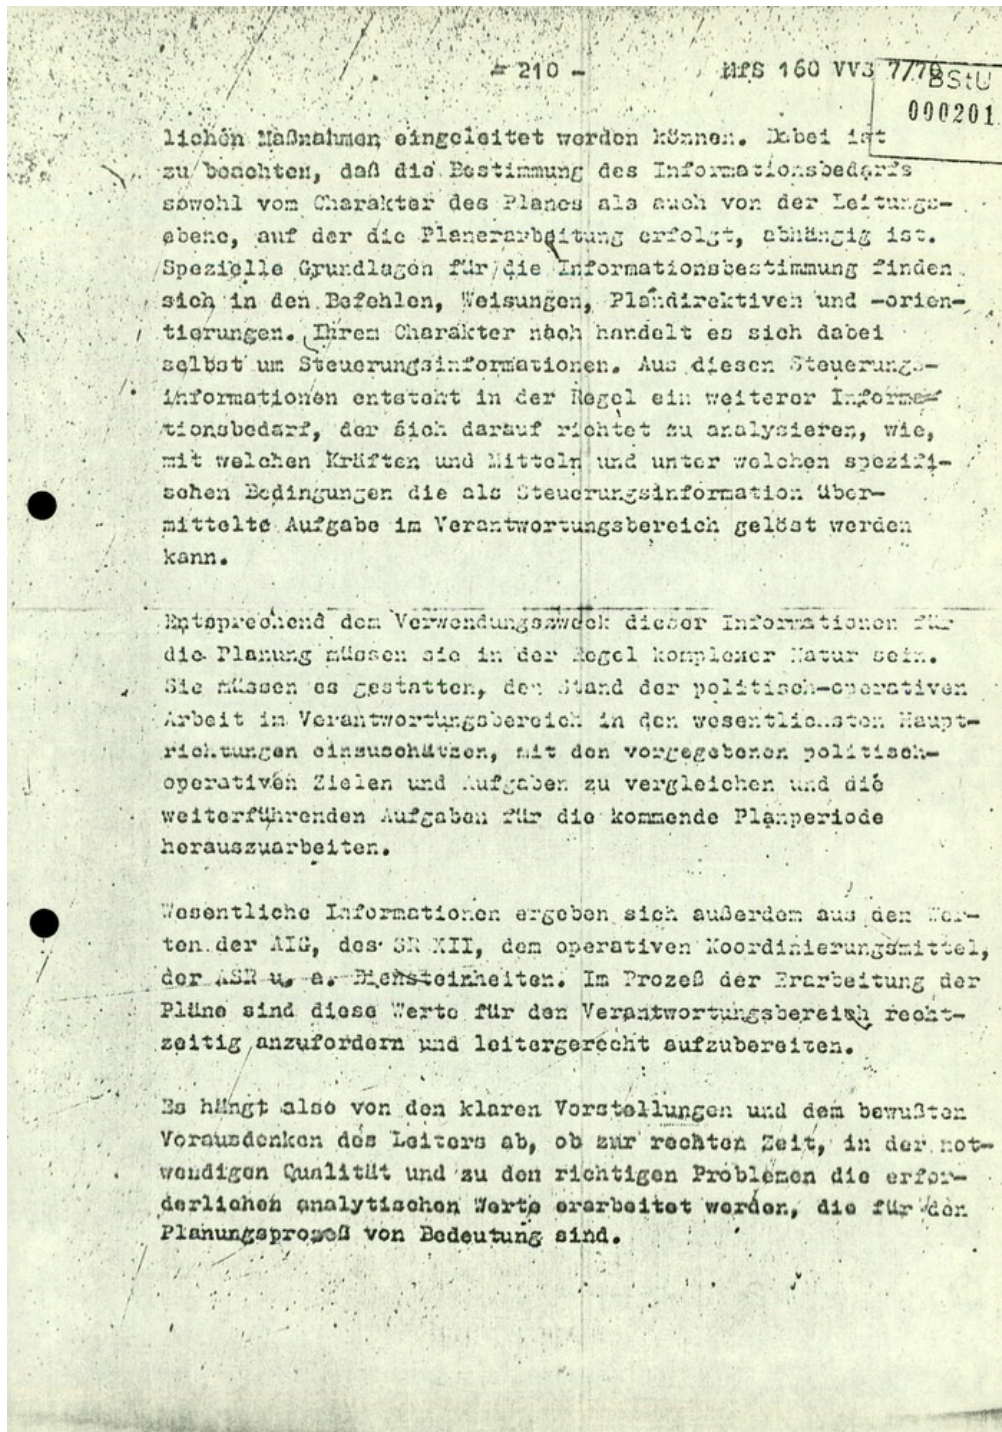 - 210 -
MfS 160 VVS 7/70
BStU
000201
lichen Maßnahmen eingeleitet werden können. Dabei ist
zu beachten, daß die Bestimmung des Informationsbedarfs
sowohl vom Charakter des Planes als auch von der Leitungs-
ebene, auf der die Planerarbeitung erfolgt, abhängig ist.
Spezielle Grundlagen für die Informationsbestimmung finden
sich in den Befehlen, Weisungen, Plandirektiven und -orien-
tierungen. Ihrem Charakter nach handelt es sich dabei
selbst um Steuerungsinformationen. Aus diesen Steuerungs-
informationen entsteht in der Regel ein weiterer Informa-
tionsbedarf, der sich darauf richtet zu analysieren, wie,
mit welchen Kräften und Mitteln und unter welchen spezifi-
schen Bedingungen die als Steuerungsinformation über-
mittelte Aufgabe im Verantwortungsbereich gelöst werden
kann.
Entsprechend dem Verwendungszweck dieser Informationen für
die Planung müssen sie in der Regel komplexer Natur sein.
Sie müssen es gestatten, den Stand der politisch-operativen
Arbeit im Verantwortungsbereich in den wesentlichsten Haupt-
richtungen einzuschätzen, mit den vorgegebenen politisch-
operativen Zielen und Aufgaben zu vergleichen und die
weiterführenden Aufgaben für die kommende Planperiode
herauszuarbeiten.
Wesentliche Informationen ergeben sich außerdem aus den Wer-
ten der AIG, des SR XII, dem operativen Koordinierungsmittel,
der ASR u. a. Diensteinheiten. Im Prozeß der Erarbeitung der
Pläne sind diese Werte für den Verantwortungsbereich recht-
zeitig anzufordern und leitergerecht aufzubereiten.
Es hängt also von den klaren Vorstellungen und dem bewußten
Vorausdenken des Leiters ab, ob zur rechten Zeit, in der not-
wendigen Qualität und zu den richtigen Problemen die erfor-
derlichen analytischen Werte erarbeitet werden, die für den
Planungsprozeß von Bedeutung sind.